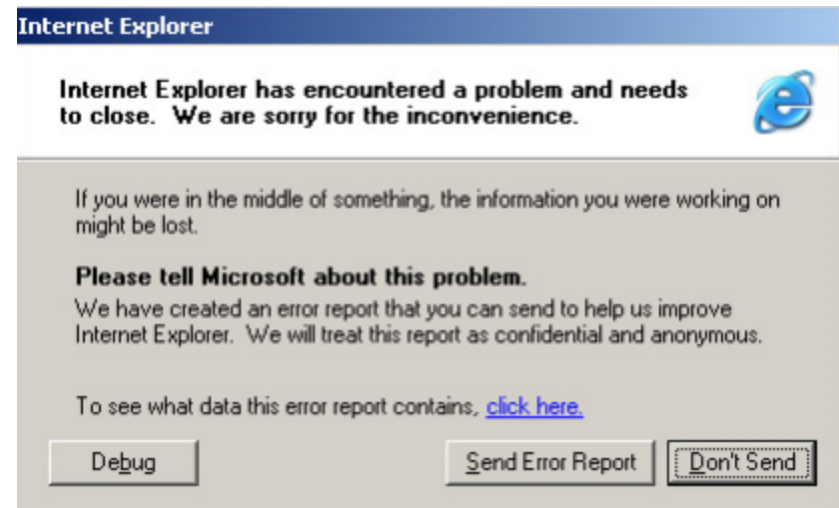 Internet Explorer
Internet Explorer has encountered a problem and needs
to close.  We are sorry for the inconvenience.
If you were in the middle of something, the information you were working on
might be lost.
Please tell Microsoft about this problem.
We have created an error report that you can send to help us improve
Internet Explorer.  We will treat this report as confidential and anonymous.
To see what data this error report contains, click here.
Debug
Send Error Report
Don't Send